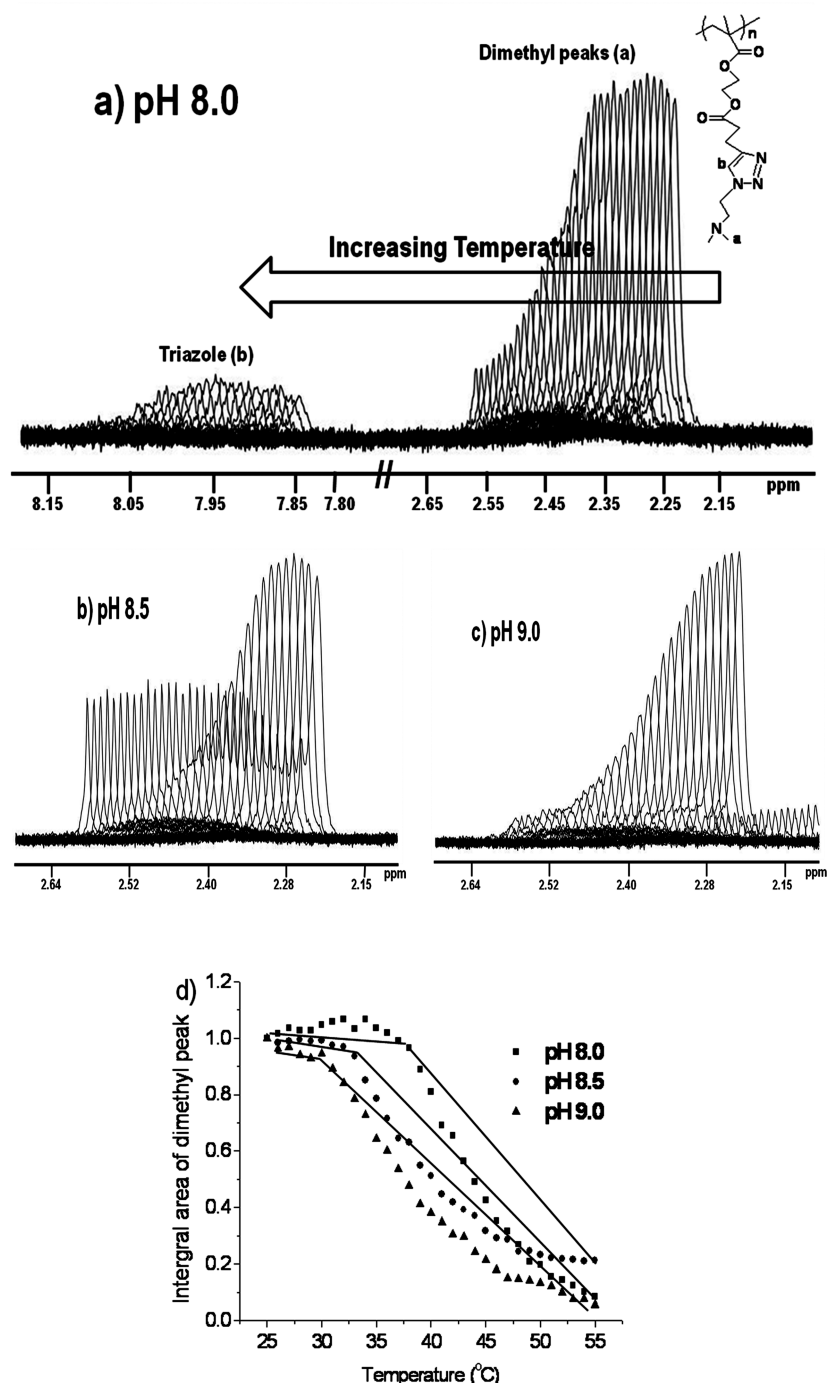 a) pH 8.0
Dimethyl peaks (a)
n
O
O
O
O
b
N
N
N
N
a
Increasing Temperature
Triazole (b)
ppm
8.15 8.05 7.95 7.85 7.80 2.65 2.55 2.45 2.35 2.25 2.15
b) pH 8.5
ppm
2.64 2.52 2.40 2.28 2.15
c) pH 9.0
ppm
2.64 2.52 2.40 2.28 2.15
d)
Intergral area of dimethyl peak
1.2
1.0
0.8
0.6
0.4
0.2
0.0
pH 8.0
pH 8.5
pH 9.0
25 30 35 40 45 50 55
Temperature (°C)